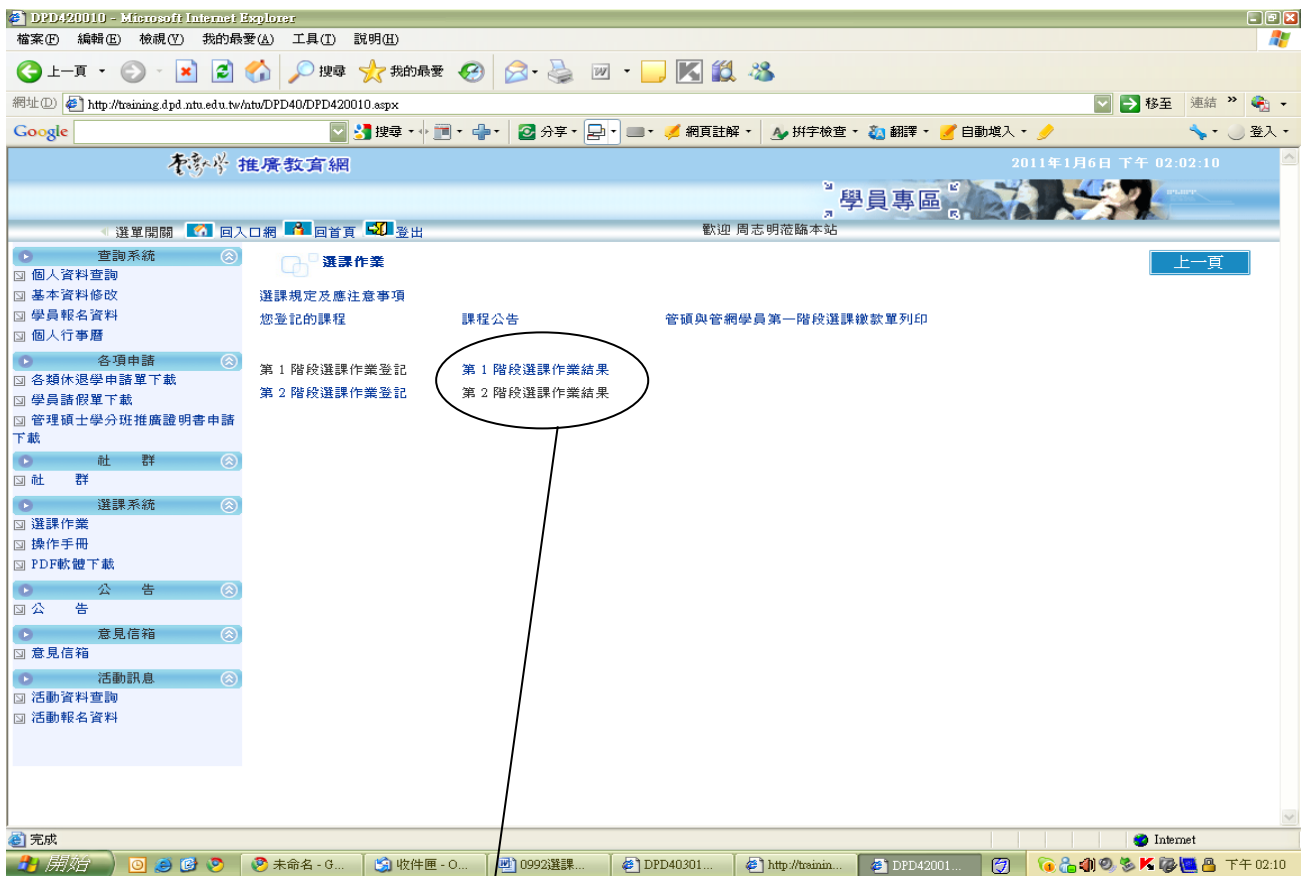 DPD420010 - Microsoft Internet Explorer
檔案(F) 編輯(E) 檢視(V) 我的最愛(A) 工具(T) 說明(H)
上一頁 搜尋 我的最愛
網址(D) http://training.dpd.ntu.edu.tw/ntu/DPD40/DPD420010.aspx 移至 連結 »
Google 搜尋 分享 網頁註解 拼字檢查 翻譯 自動填入 登入
推廣教育網 2011年1月6日 下午 02:02:10
學員專區
選單開關 回入口網 回首頁 登出 歡迎 周志明蒞臨本站
查詢系統
個人資料查詢
基本資料修改
學員報名資料
個人行事曆
各項申請
各類休退學申請單下載
學員請假單下載
管理碩士學分班推廣證明書申請
下載
社 群
社 群
選課系統
選課作業
操作手冊
PDF軟體下載
公 告
公 告
意見信箱
意見信箱
活動訊息
活動資料查詢
活動報名資料
選課作業 上一頁
選課規定及應注意事項
您登記的課程 課程公告 管碩與管網學員第一階段選課繳款單列印
第 1 階段選課作業登記 第 1 階段選課作業結果
第 2 階段選課作業登記 第 2 階段選課作業結果
完成 Internet
開始 未命名 - G... 收件匣 - O... 0992選課... DPD40301... http://trainin... DPD42001... 下午 02:10